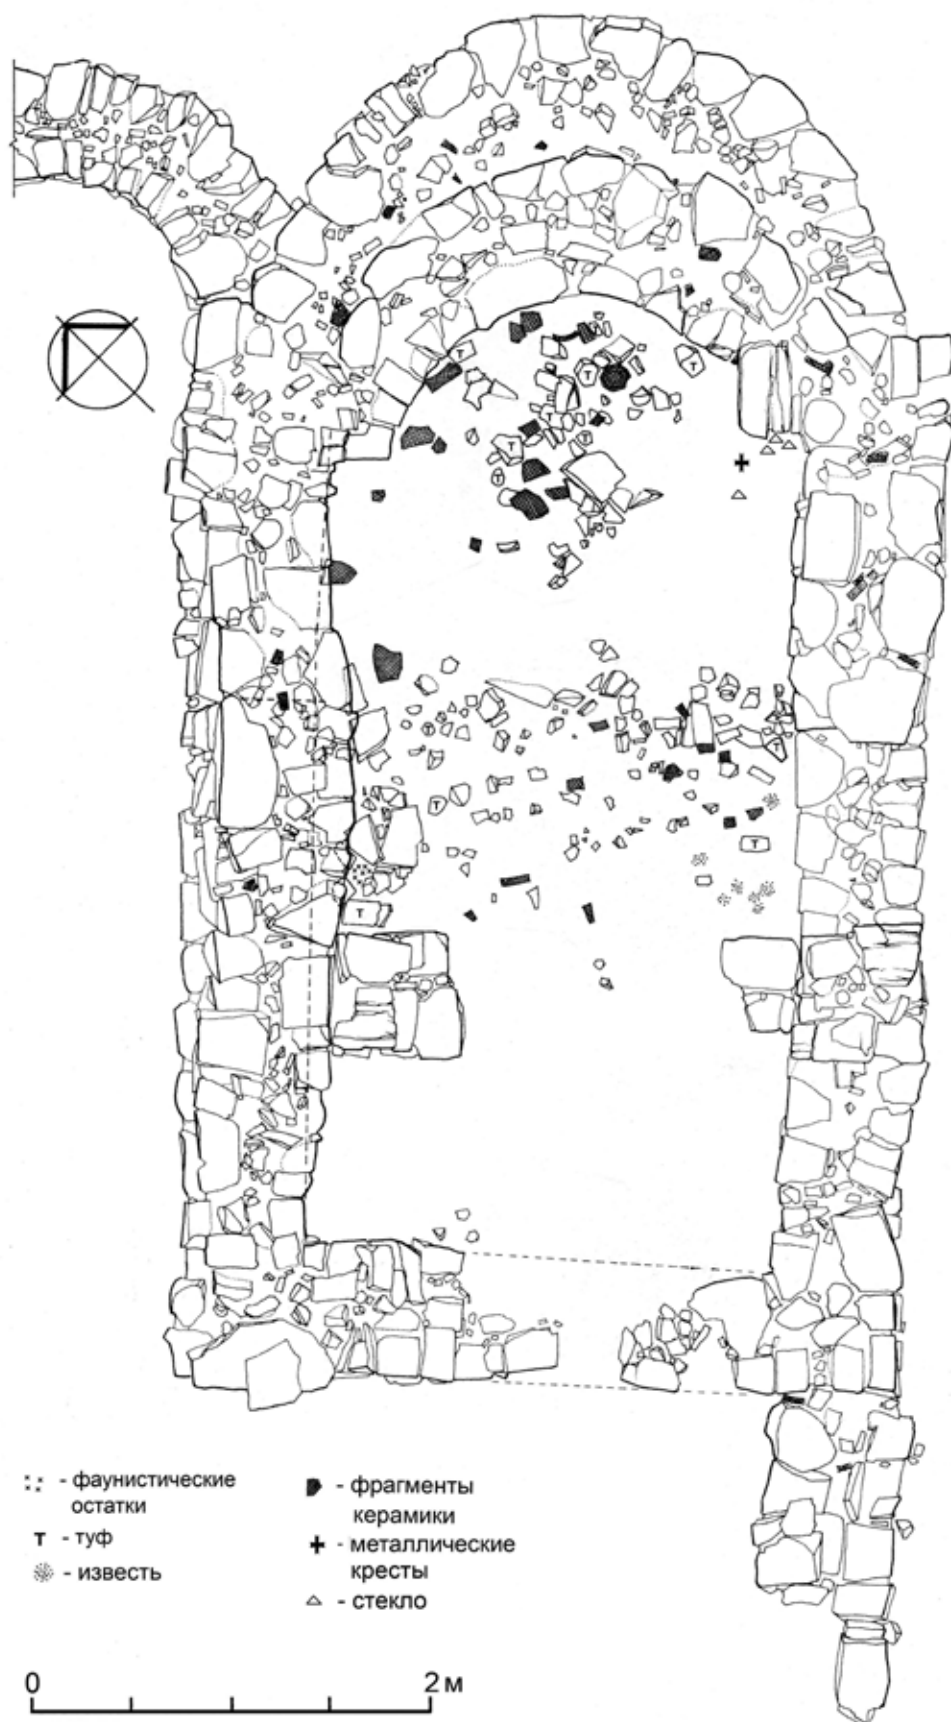 т
т
т
т
т
т
т
т
т
т
т
т
- фаунистические
остатки
т - туф
- известь
- фрагменты
керамики
- металлические
кресты
- стекло
0
2 м